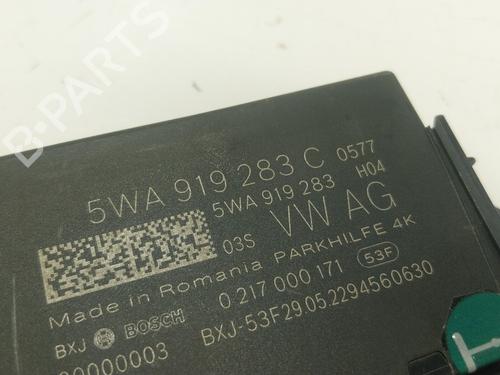 5WA 919 283 C 0577
5WA 919 283 H04
03S VW AG
Made in Romania PARKHILFE 4K
BXJ BOSCH 0 217 000 171 53F
BXJ-53F29.05.2294560630
00000003
B-PARTS